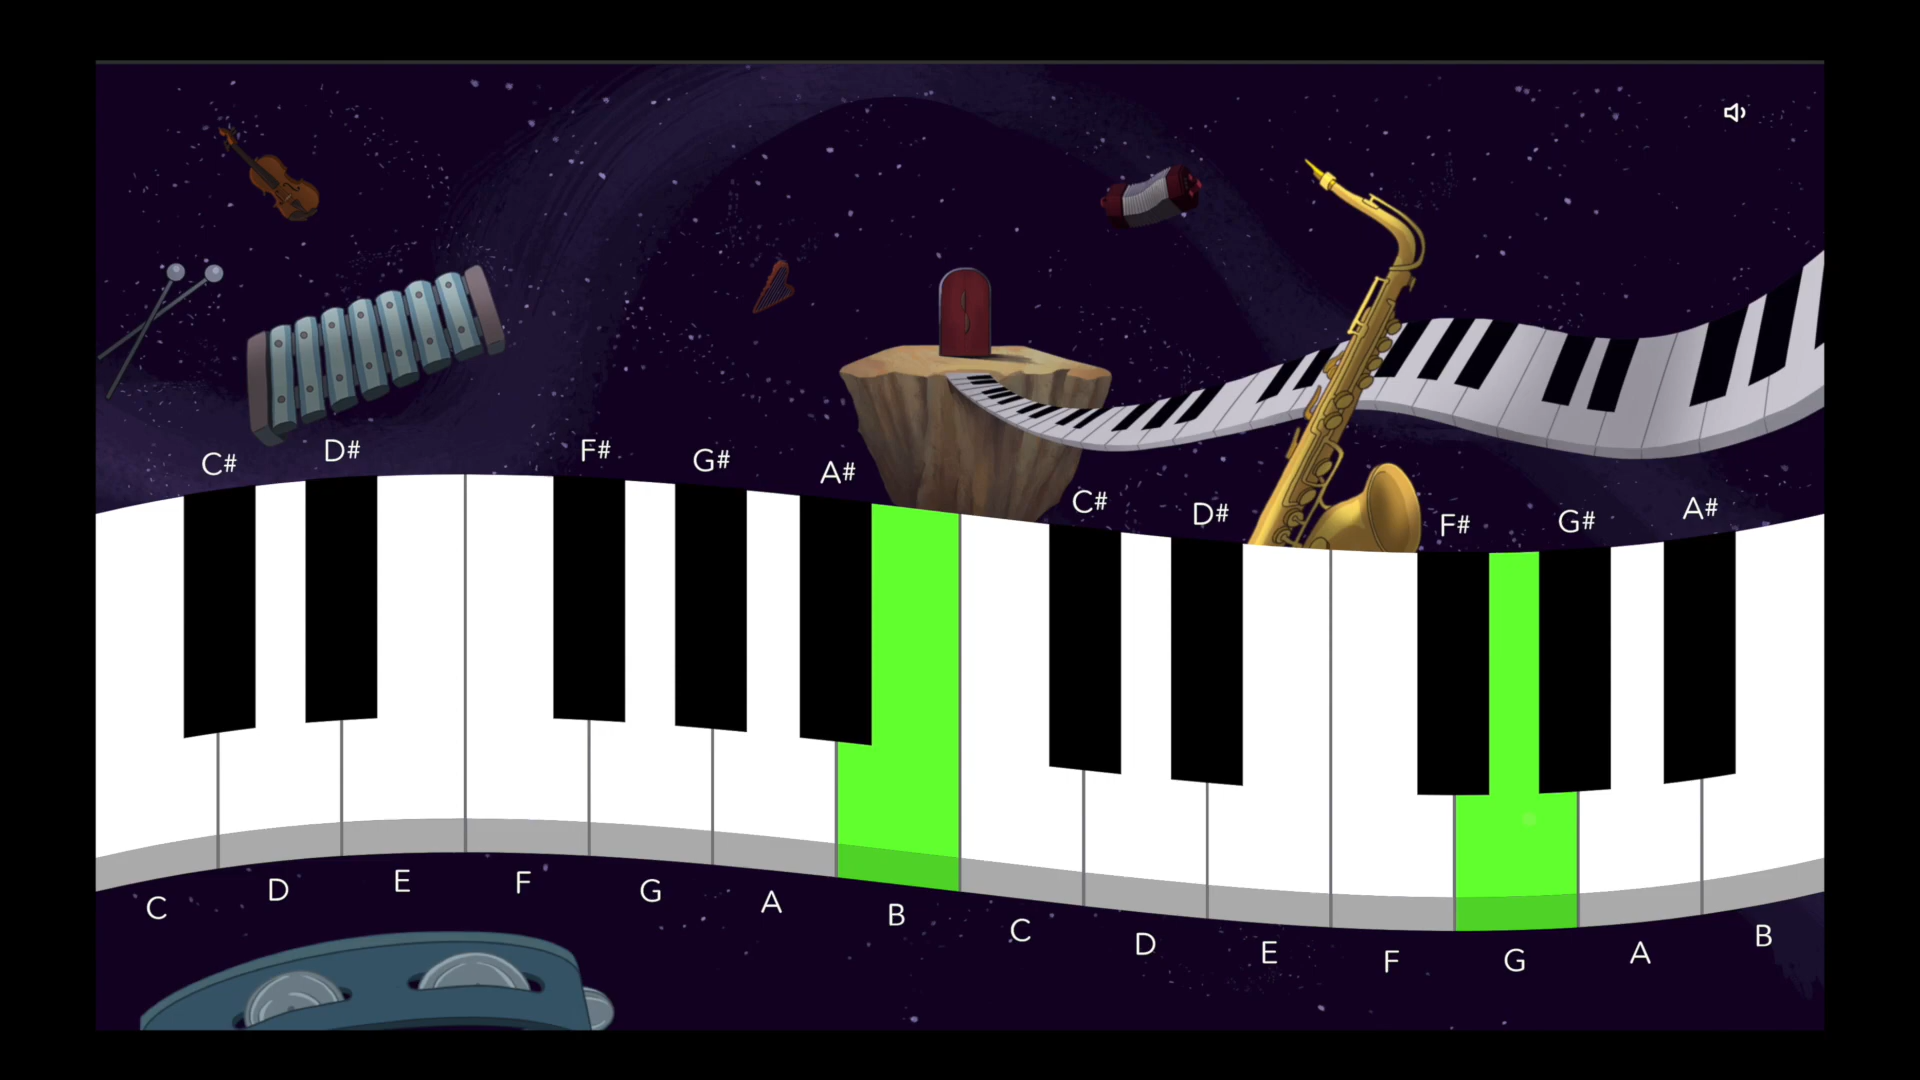 C# D# F# G# A# C# D# F# G# A#
C D E F G A B C D E F G A B